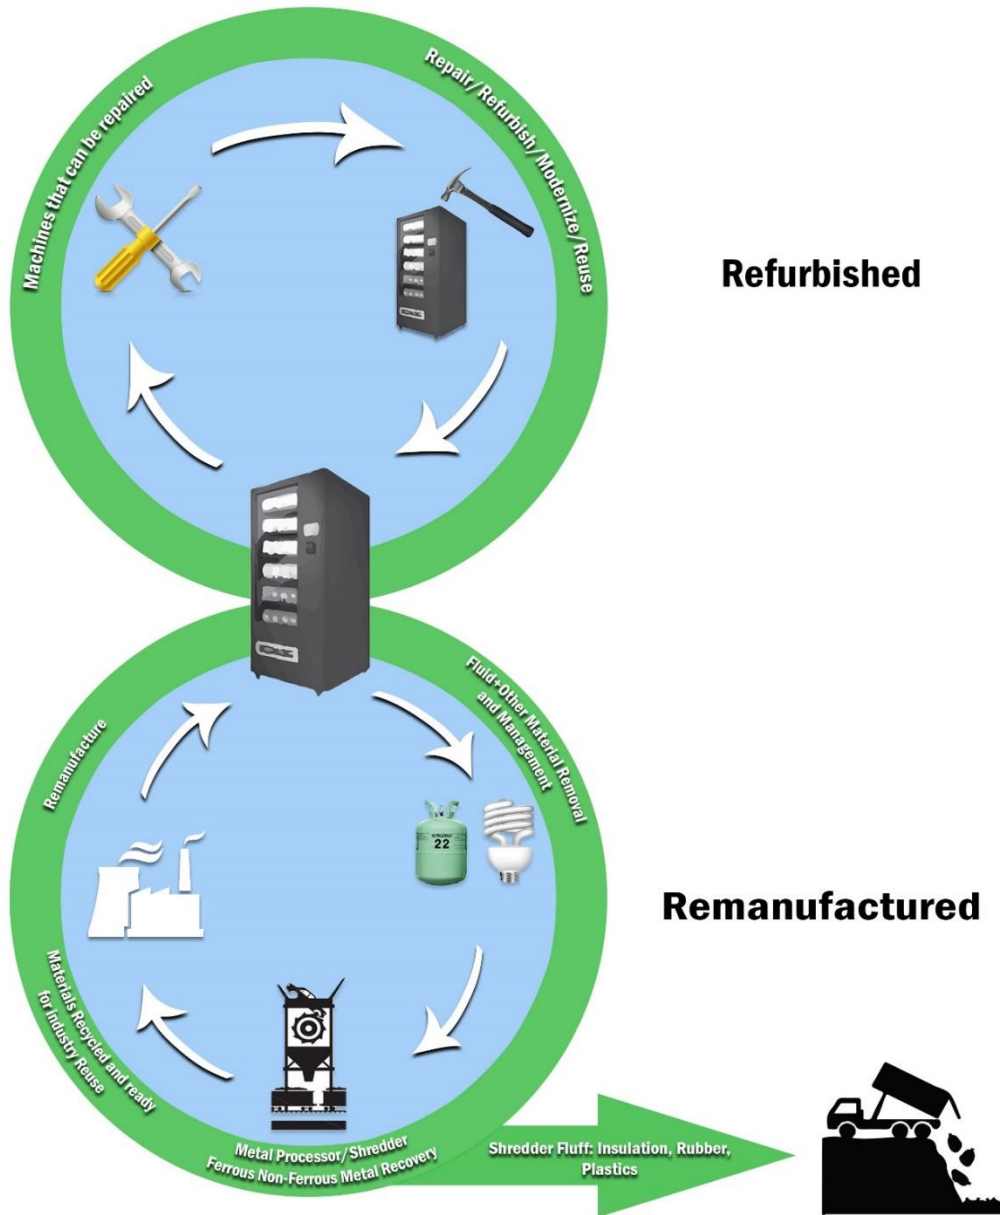 Machines that can be repaired
Repair/Refurbish/Modernize/Reuse
Refurbished
Fluid+Other Material Removal
and Management
Remanufacture
22
Remanufactured
Materials Recycled and ready
for industry Reuse
Metal Processor/Shredder
Ferrous Non-Ferrous Metal Recovery
Shredder Fluff: Insulation, Rubber,
Plastics